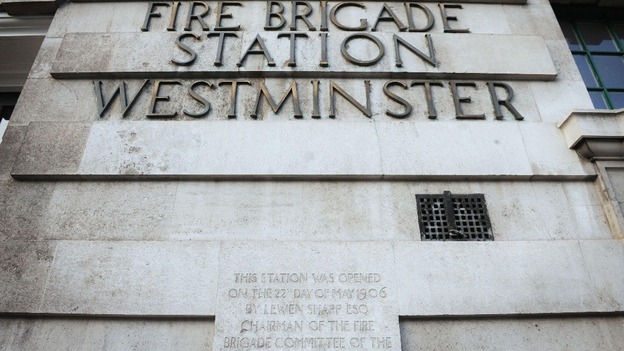 FIRE BRIGADE
STATION
WESTMINSTER
THIS STATION WAS OPENED
ON THE 22ND DAY OF MAY 1906
BY LEWEN SHARP ESQ
CHAIRMAN OF THE FIRE
BRIGADE COMMITTEE OF THE